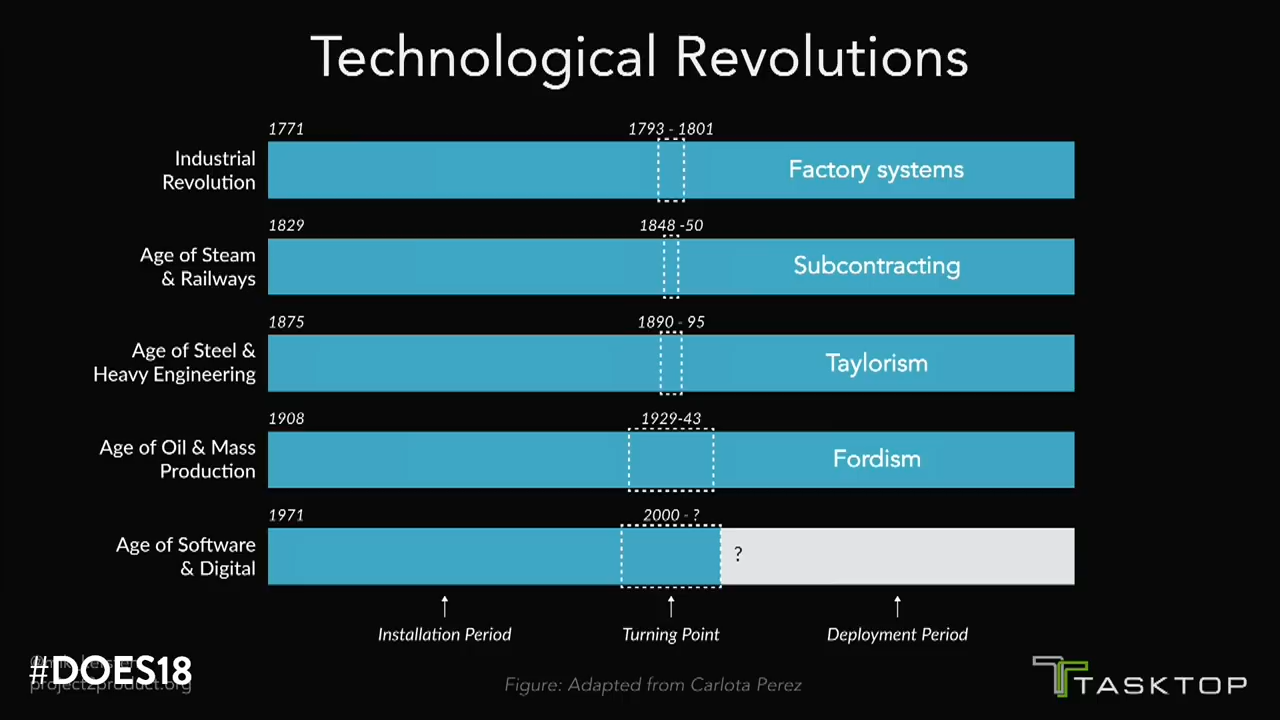 Technological Revolutions
1771
1793 - 1801
Industrial
Revolution
Factory systems
1829
1848 -50
Age of Steam
& Railways
Subcontracting
1875
1890 - 95
Age of Steel &
Heavy Engineering
Taylorism
1908
1929-43
Age of Oil & Mass
Production
Fordism
1971
2000 - ?
Age of Software
& Digital
?
Installation Period
Turning Point
Deployment Period
#DOES18
project2product.org
Figure: Adapted from Carlota Perez
TASKTOP